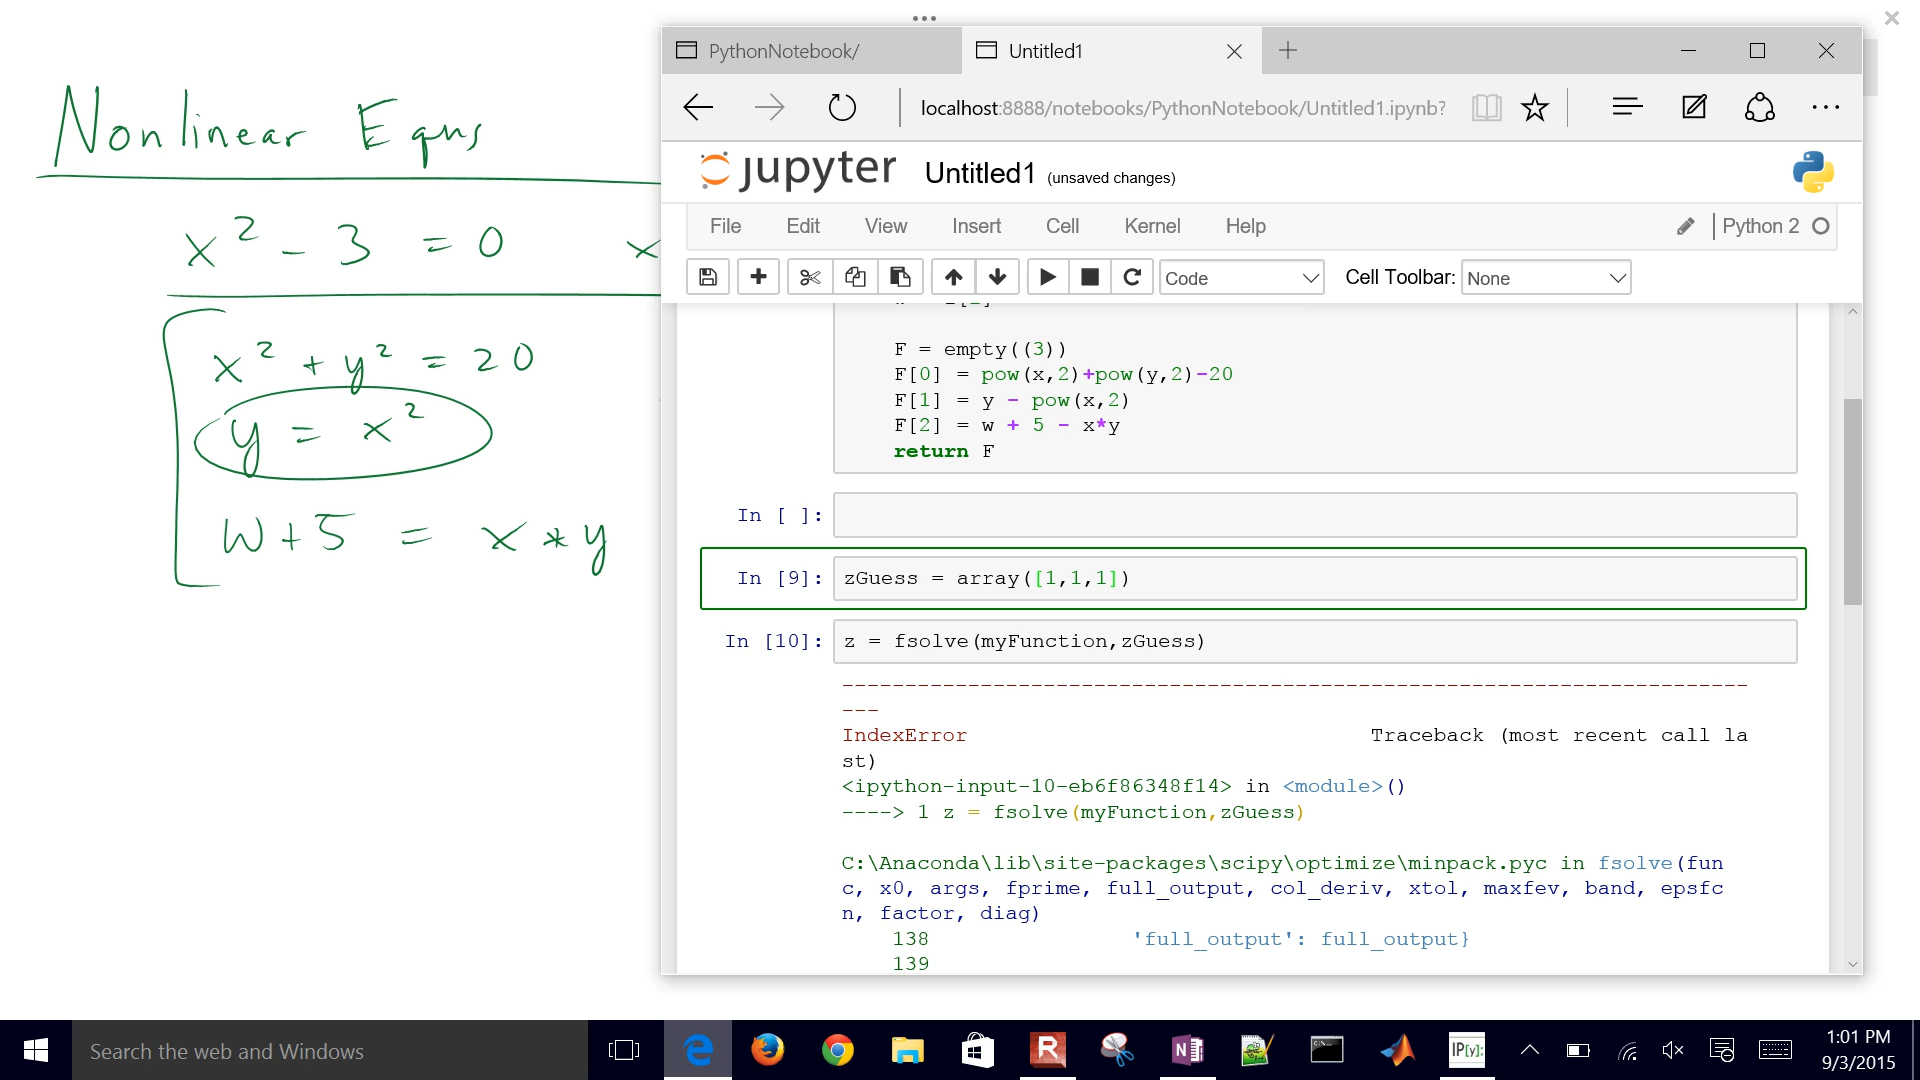 Nonlinear Eqns
x² - 3 = 0 x
x² + y² = 20
y = x²
w + 5 = x * y
PythonNotebook/
Untitled1
localhost:8888/notebooks/PythonNotebook/Untitled1.ipynb?
jupyter Untitled1 (unsaved changes)
File Edit View Insert Cell Kernel Help Python 2
Code Cell Toolbar: None
F = empty((3))
F[0] = pow(x,2)+pow(y,2)-20
F[1] = y - pow(x,2)
F[2] = w + 5 - x*y
return F
In [ ]:
In [9]: zGuess = array([1,1,1])
In [10]: z = fsolve(myFunction,zGuess)
------------------------------------------------------------------------
---
IndexError Traceback (most recent call la
st)
<ipython-input-10-eb6f86348f14> in <module>()
----> 1 z = fsolve(myFunction,zGuess)
C:\Anaconda\lib\site-packages\scipy\optimize\minpack.pyc in fsolve(fun
c, x0, args, fprime, full_output, col_deriv, xtol, maxfev, band, epsfc
n, factor, diag)
138 'full_output': full_output}
139
Search the web and Windows
IP[y]:
1:01 PM
9/3/2015